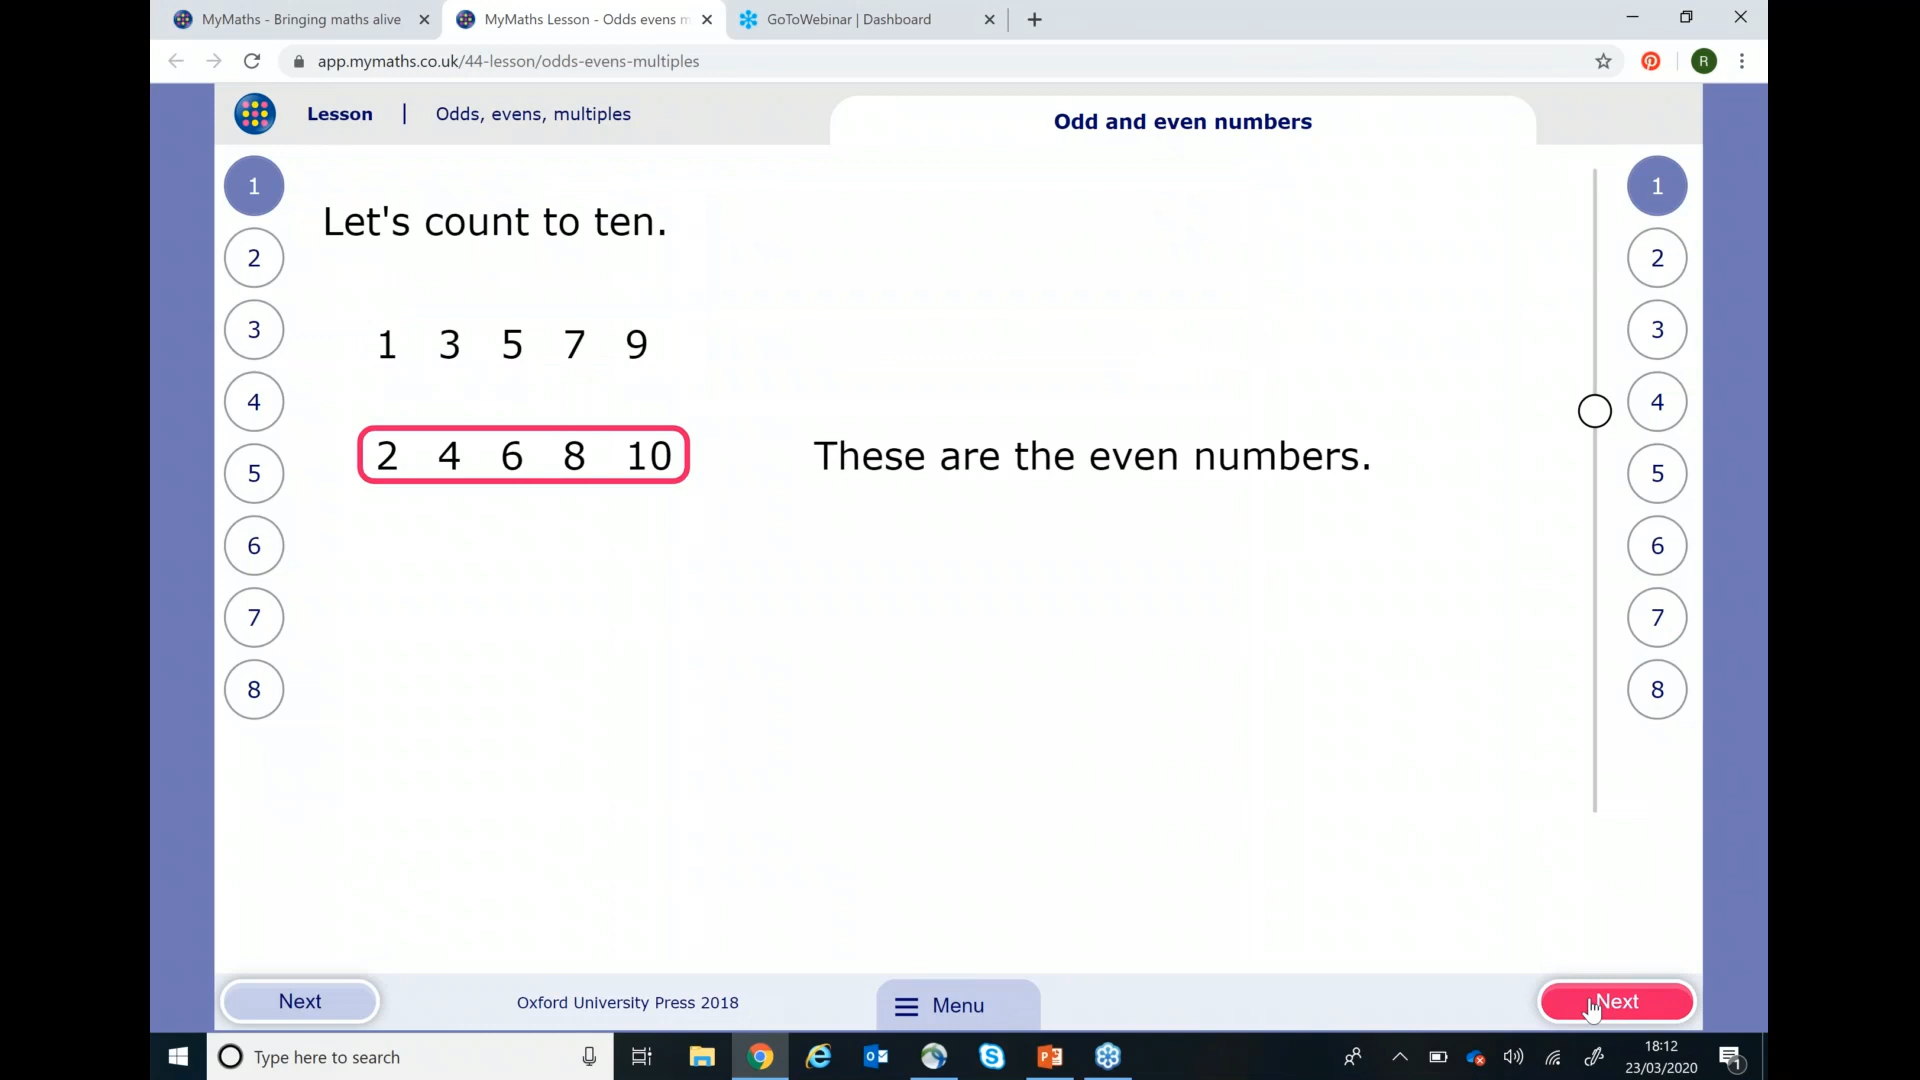 MyMaths - Bringing maths alive
MyMaths Lesson - Odds evens m
GoToWebinar | Dashboard
app.mymaths.co.uk/44-lesson/odds-evens-multiples
R
Lesson | Odds, evens, multiples
Odd and even numbers
1
2
3
4
5
6
7
8
Let's count to ten.
1 3 5 7 9
2 4 6 8 10
These are the even numbers.
1
2
3
4
5
6
7
8
Next
Oxford University Press 2018
Menu
Next
Type here to search
18:12
23/03/2020
1